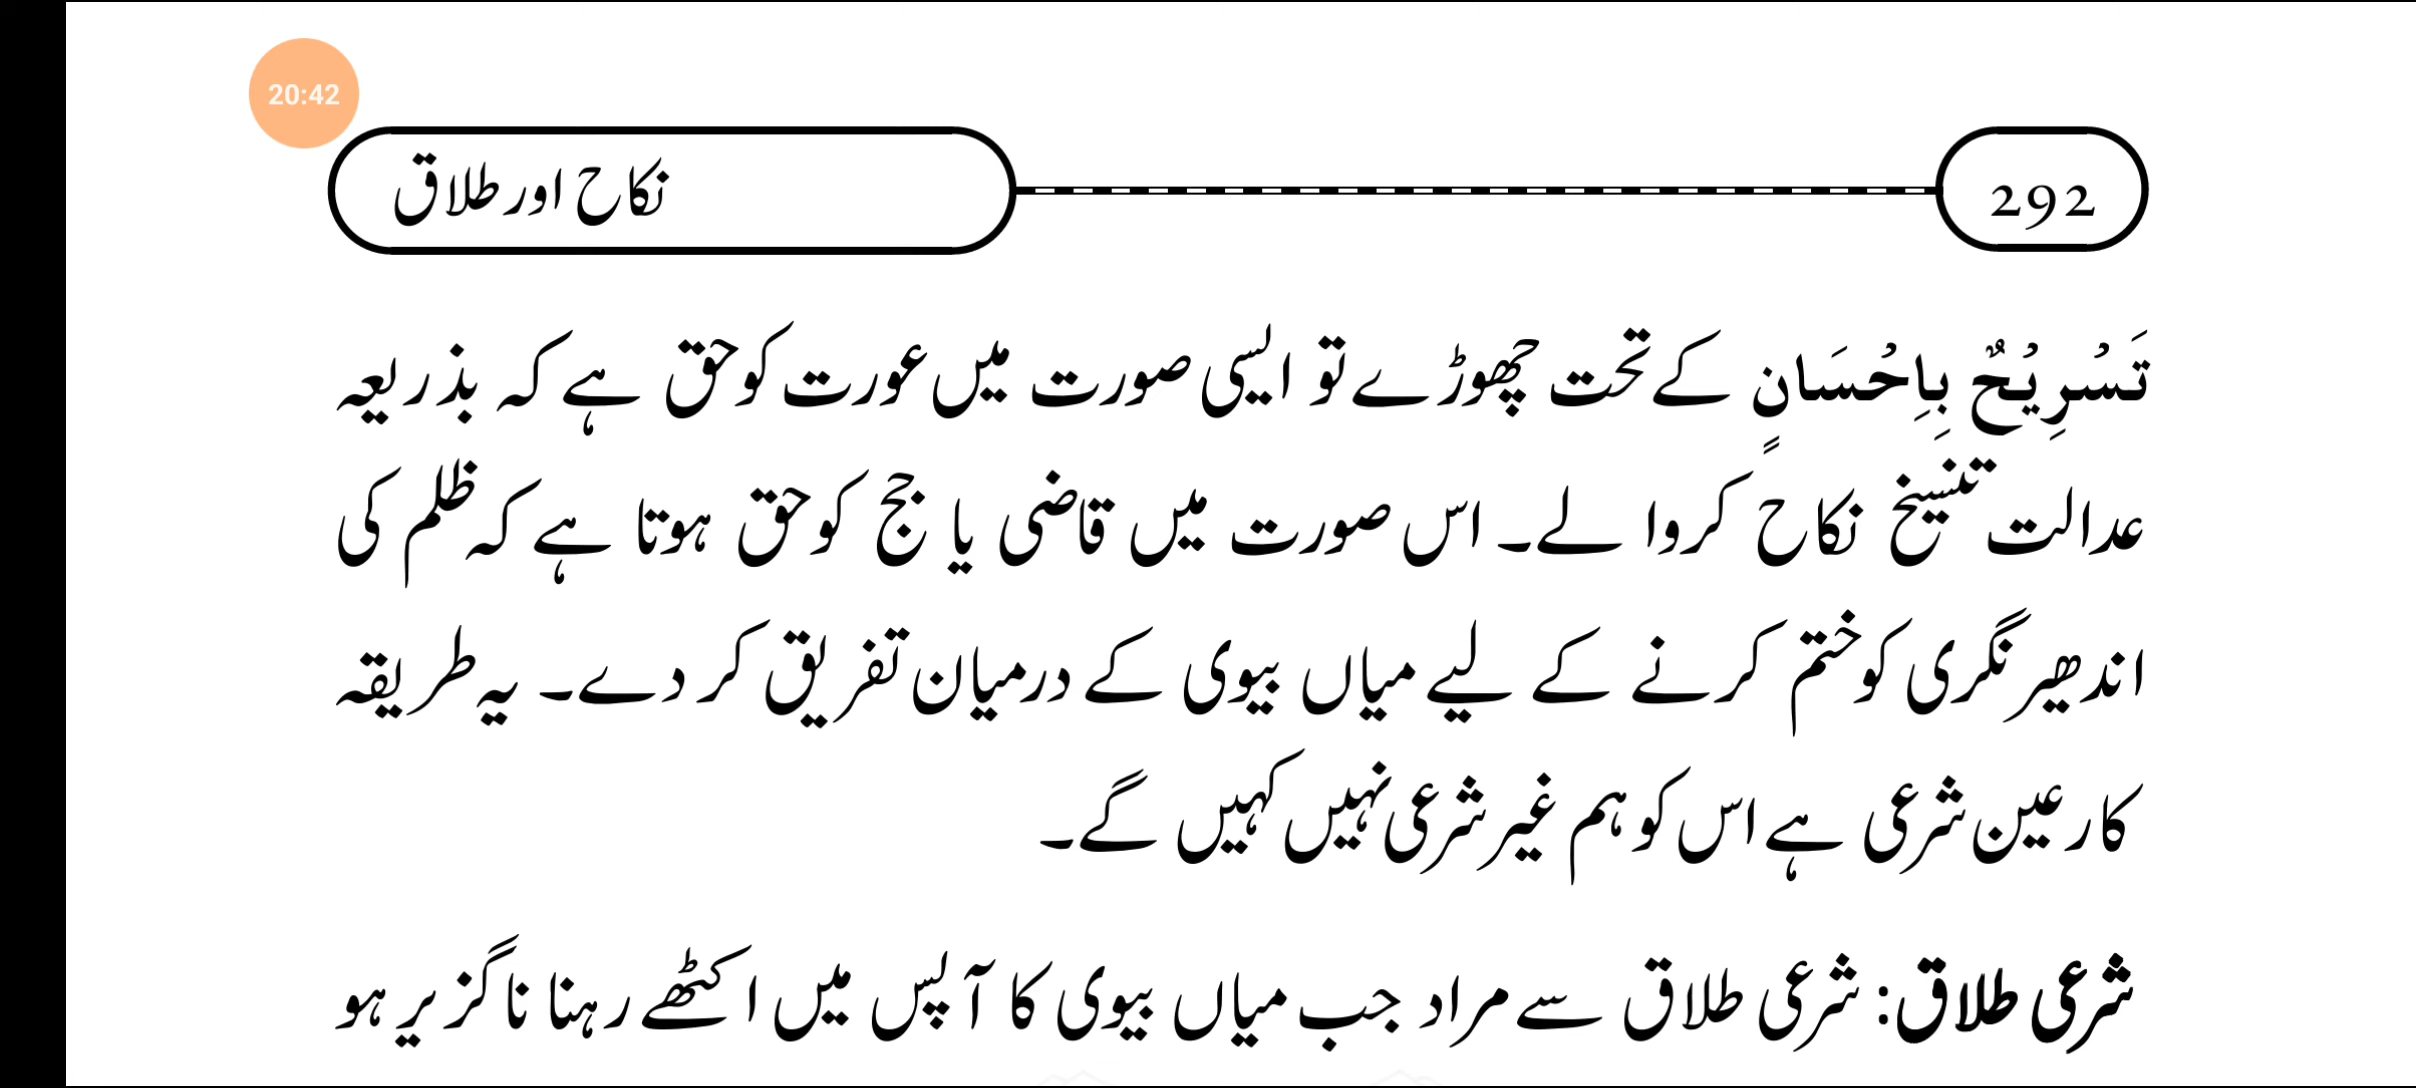 20:42
292
نکاح اور طلاق
تَسْرِيْحٌ بِاِحْسَانٍ کے تحت چھوڑے تو ایسی صورت میں عورت کو حق ہے کہ بذریعہ
عدالت تنسیخ نکاح کروا لے۔ اس صورت میں قاضی یا جج کو حق ہوتا ہے کہ ظلم کی
اندھیر نگری کو ختم کرنے کے لیے میاں بیوی کے درمیان تفریق کر دے۔ یہ طریقہ
کار عین شرعی ہے اس کو ہم غیر شرعی نہیں کہیں گے۔
شرعی طلاق: شرعی طلاق سے مراد جب میاں بیوی کا آپس میں اکٹھے رہنا ناگزیر ہو